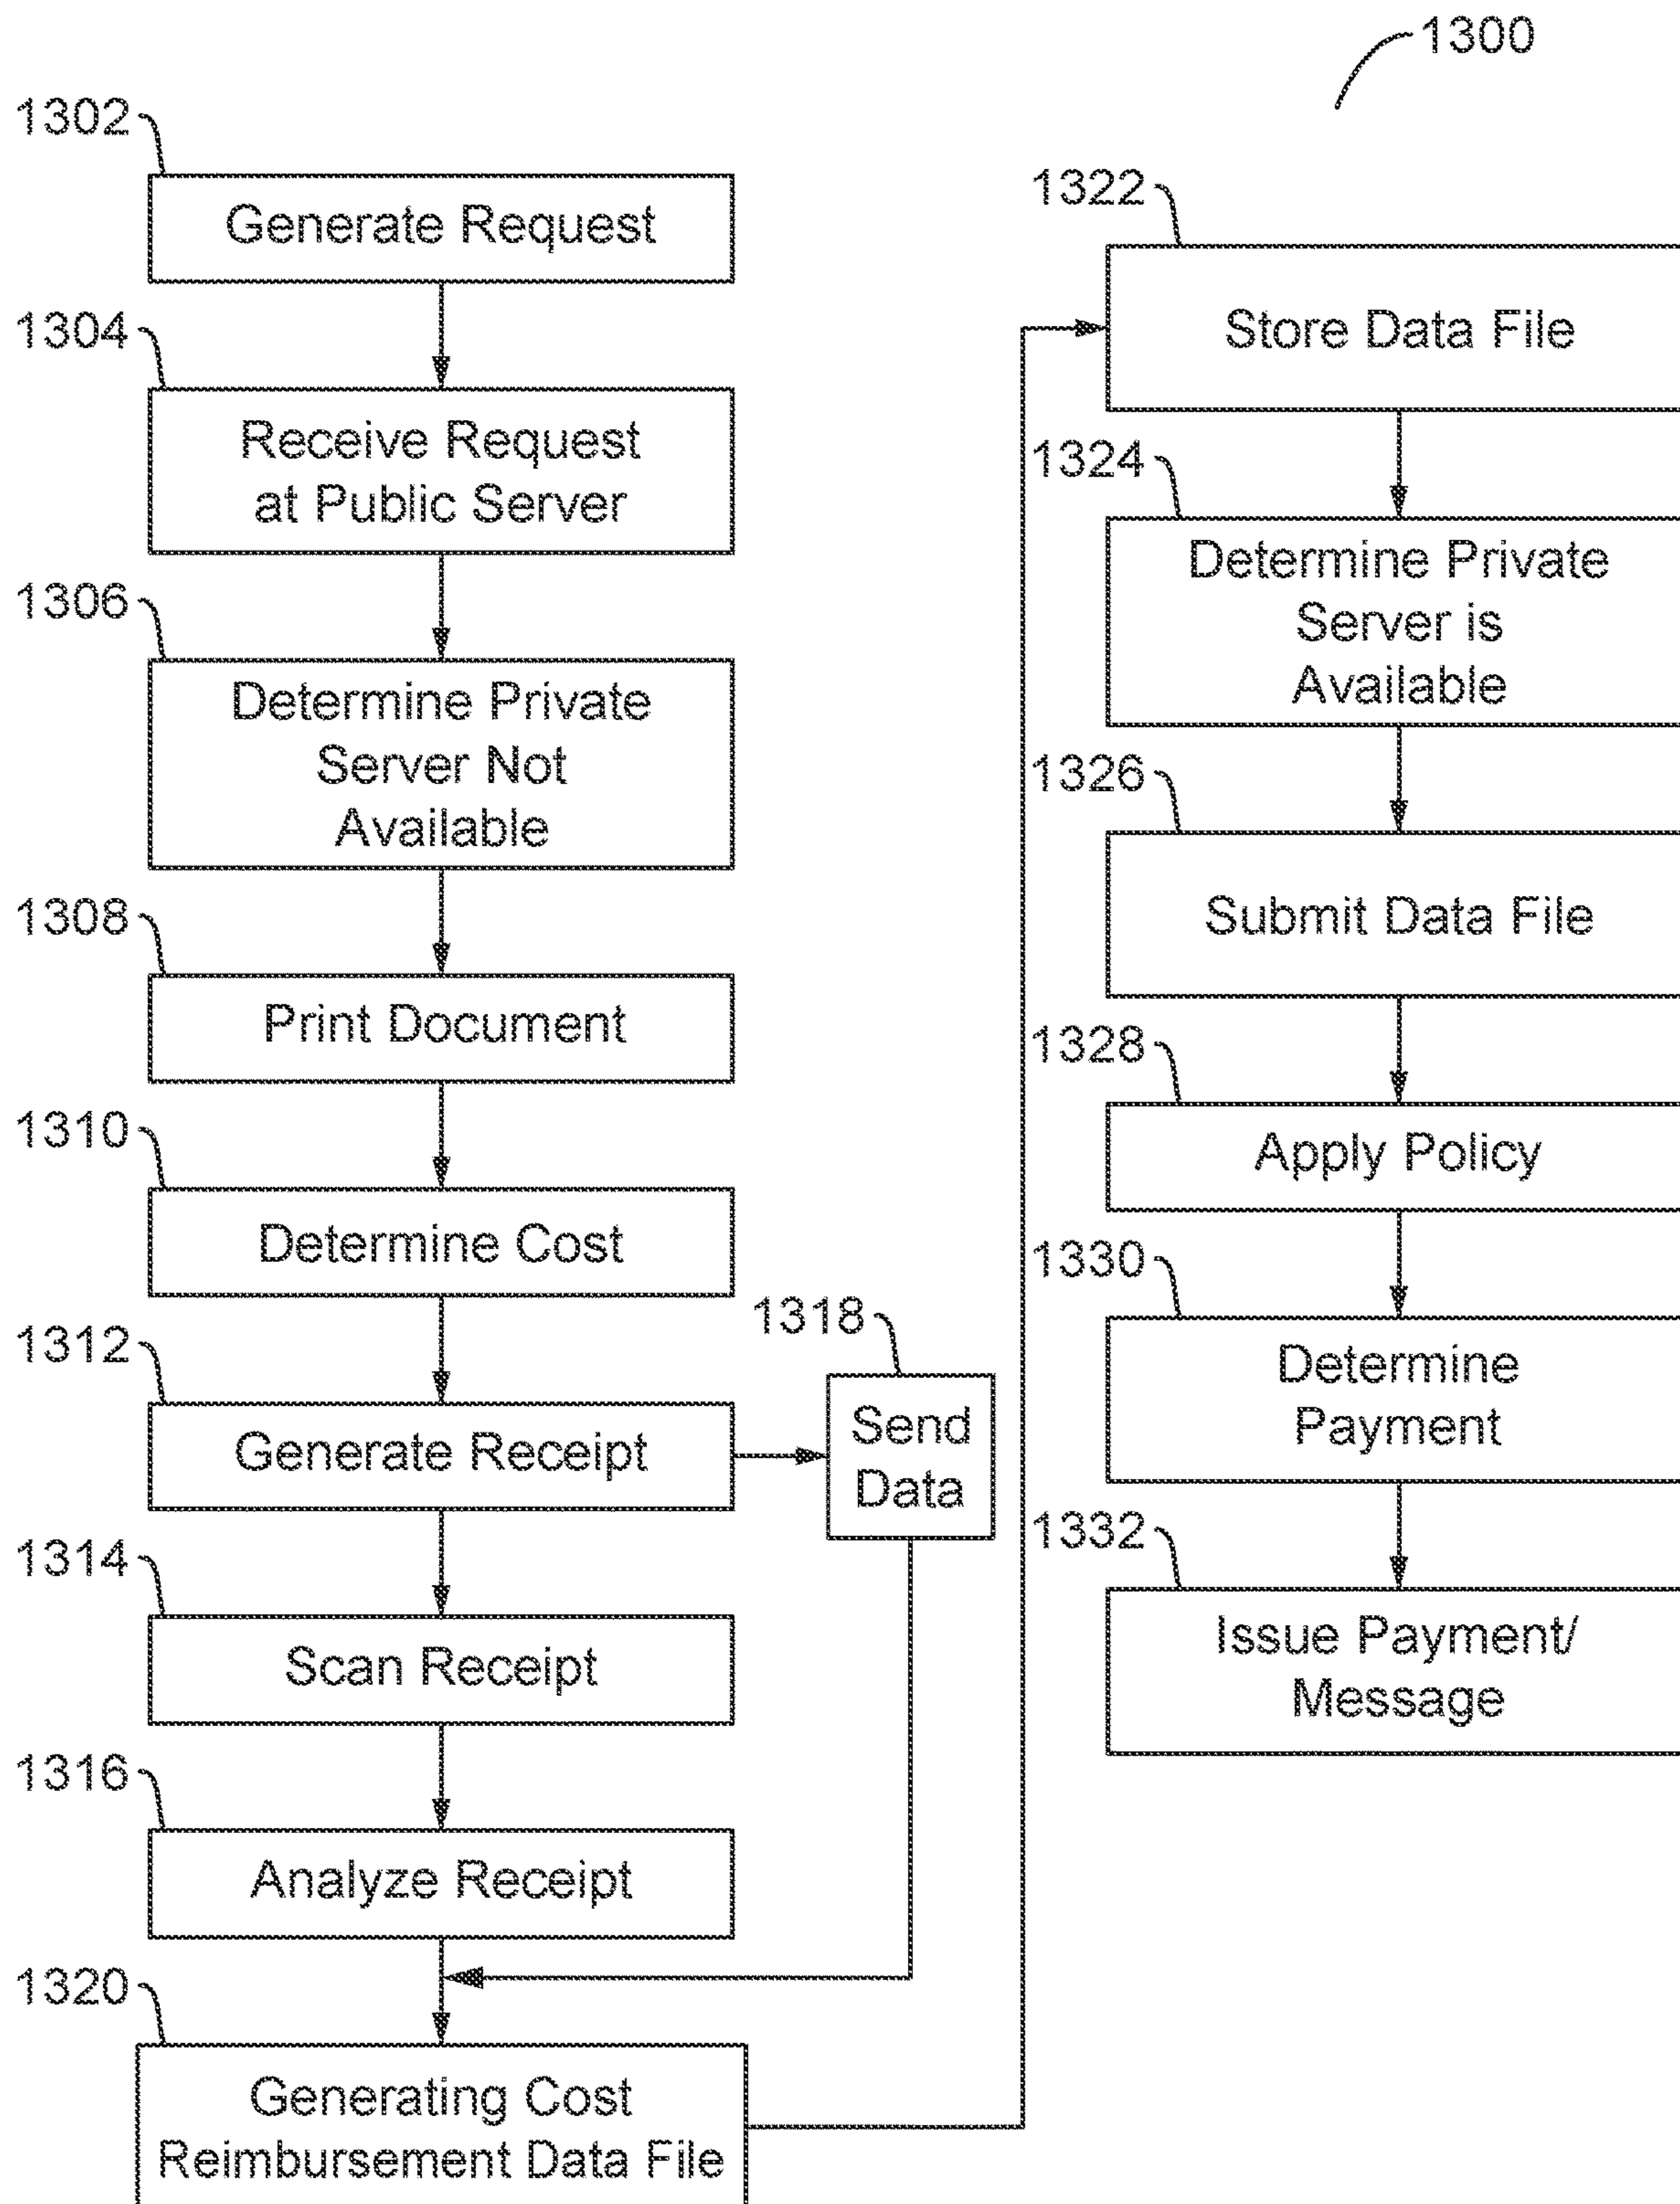 1300
1302
Generate Request
1304
Receive Request
at Public Server
1306
Determine Private
Server Not
Available
1308
Print Document
1310
Determine Cost
1312
Generate Receipt
1318
Send
Data
1314
Scan Receipt
1316
Analyze Receipt
1320
Generating Cost
Reimbursement Data File
1322
Store Data File
1324
Determine Private
Server is
Available
1326
Submit Data File
1328
Apply Policy
1330
Determine
Payment
1332
Issue Payment/
Message